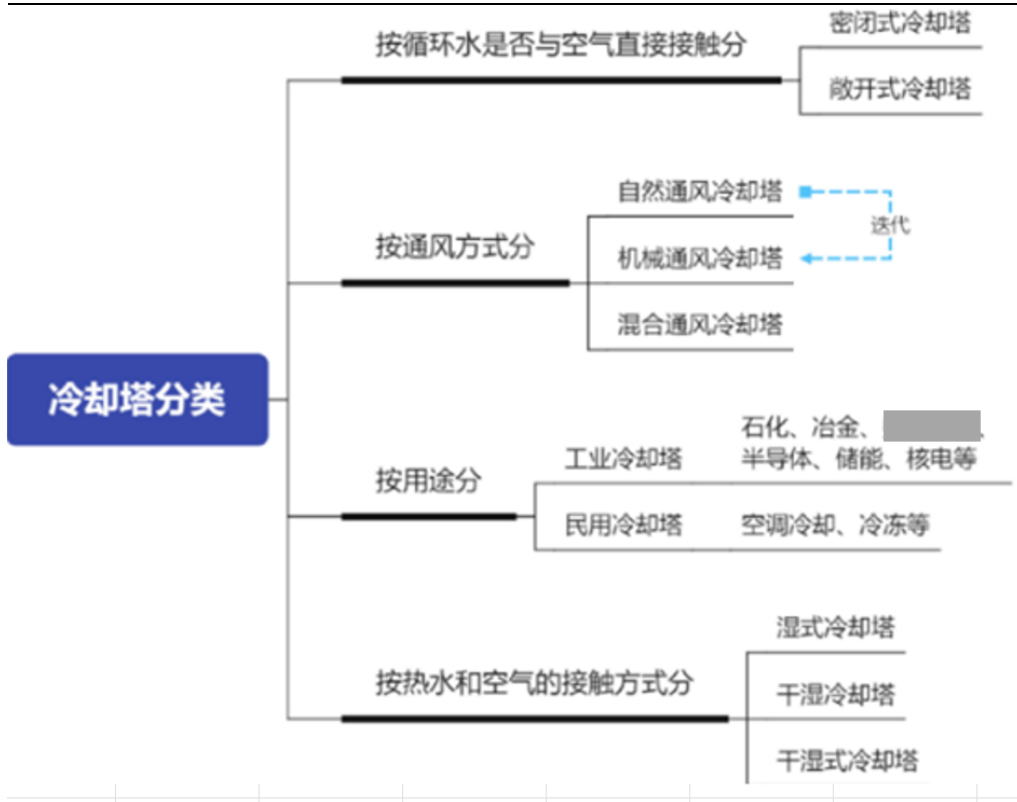 按循环水是否与空气直接接触分
密闭式冷却塔
敞开式冷却塔
按通风方式分
自然通风冷却塔
迭代
机械通风冷却塔
混合通风冷却塔
冷却塔分类
按用途分
工业冷却塔
石化、冶金、
半导体、储能、核电等
民用冷却塔
空调冷却、冷冻等
按热水和空气的接触方式分
湿式冷却塔
干湿冷却塔
干湿式冷却塔